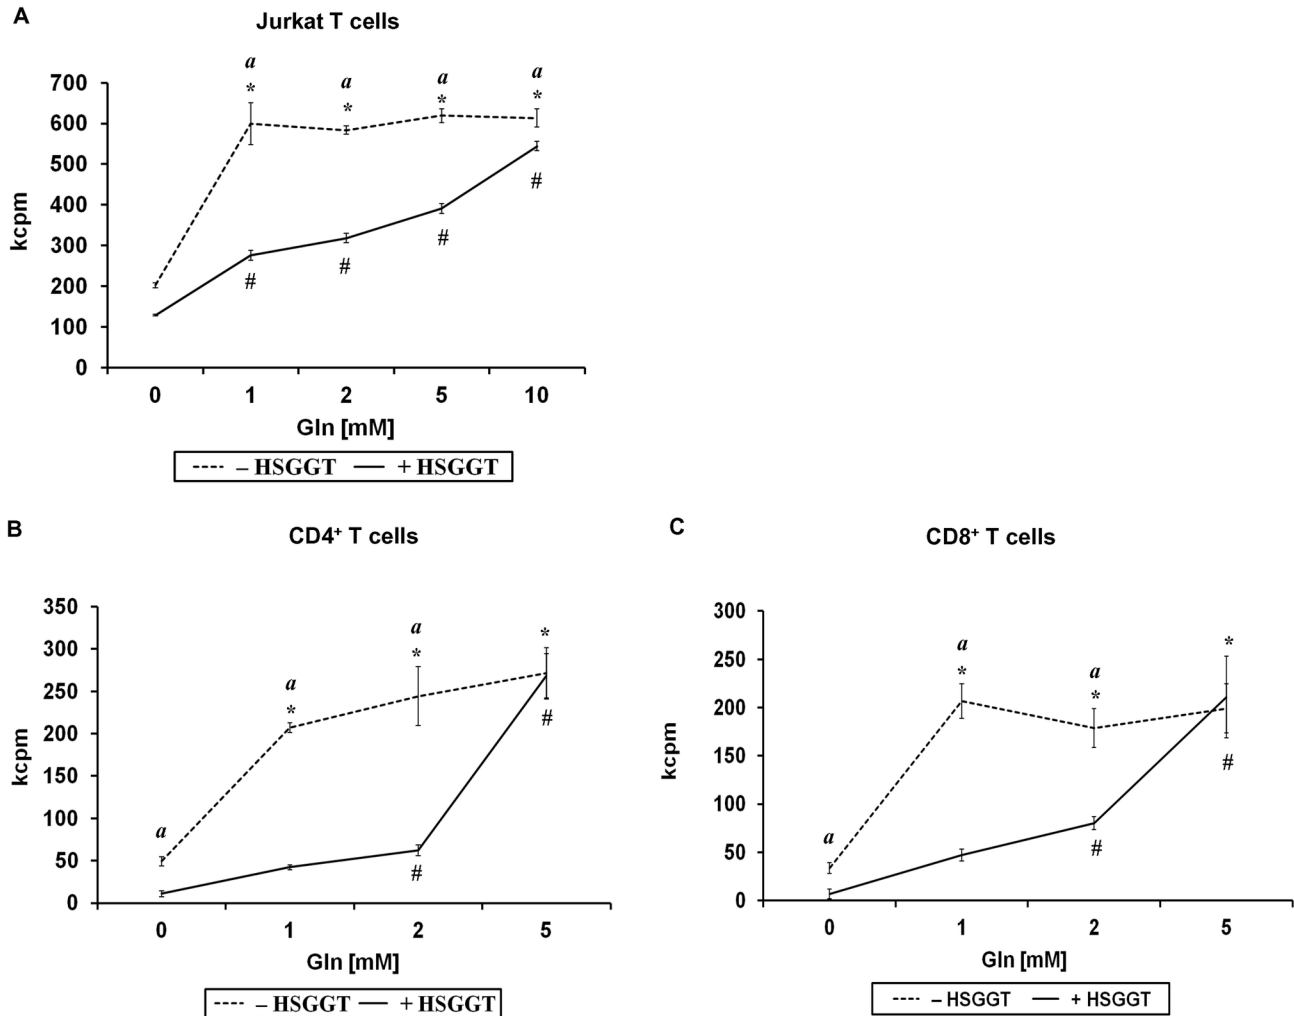 A
Jurkat T cells
a a a a
* * * *
700
600
500
400
300
200
100
0
kcpm
# # # #
0 1 2 5 10
Gln [mM]
– HSGGT + HSGGT
B
CD4⁺ T cells
350
300
250
200
150
100
50
0
kcpm
a a a
* * *
# #
0 1 2 5
Gln [mM]
– HSGGT + HSGGT
C
CD8⁺ T cells
300
250
200
150
100
50
0
kcpm
a a a
* * *
# #
0 1 2 5
Gln [mM]
– HSGGT + HSGGT